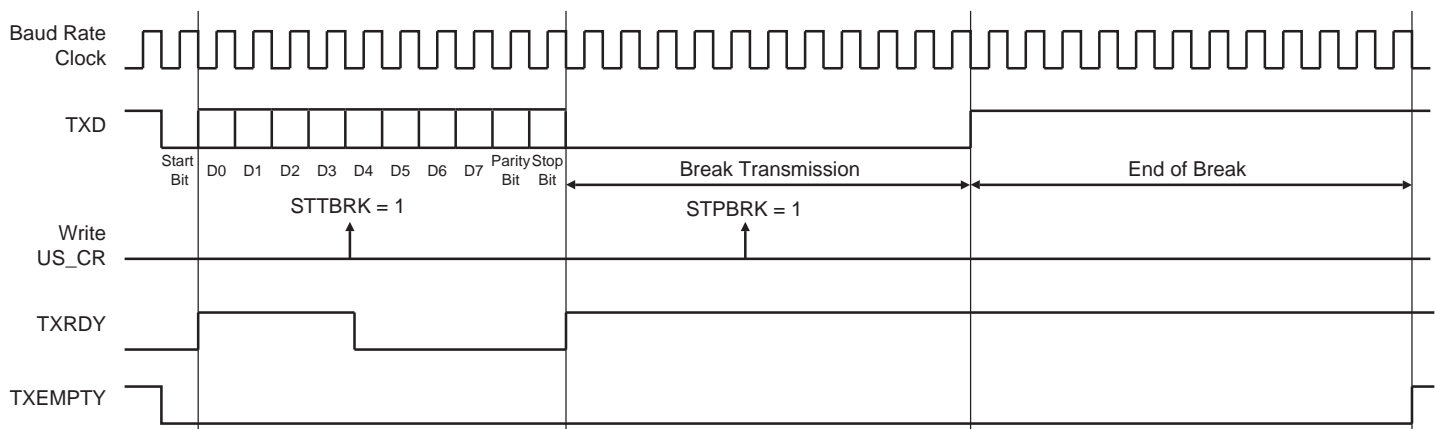 Baud Rate
Clock
TXD
Start
Bit
D0 D1 D2 D3 D4 D5 D6 D7
Parity
Bit
Stop
Bit
Break Transmission
End of Break
STTBRK = 1
STPBRK = 1
Write
US_CR
TXRDY
TXEMPTY